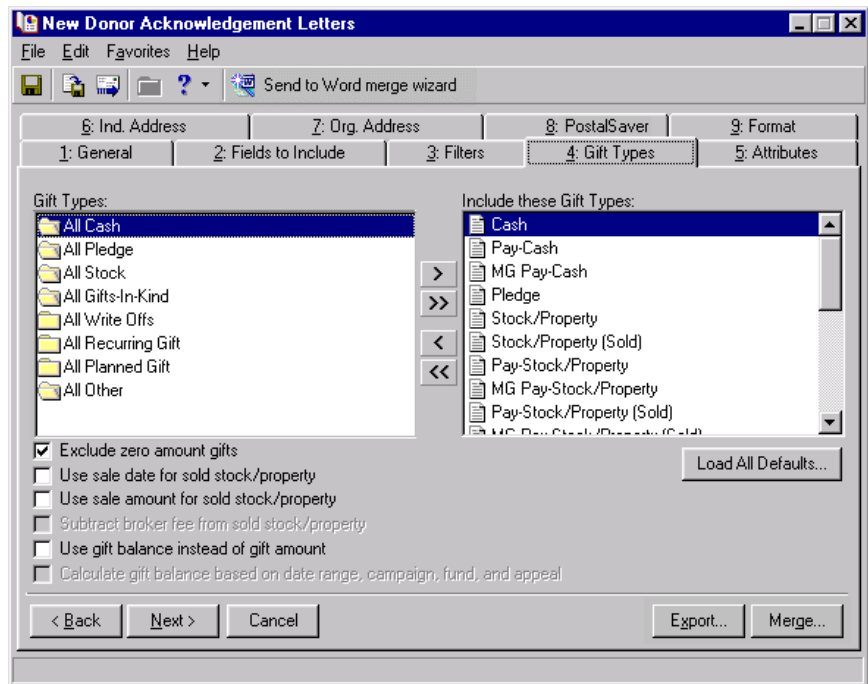 New Donor Acknowledgement Letters
File Edit Favorites Help
? Send to Word merge wizard
6: Ind. Address 7: Org. Address 8: PostalSaver 9: Format
1: General 2: Fields to Include 3: Filters 4: Gift Types 5: Attributes
Gift Types: Include these Gift Types:
All Cash Cash
All Pledge Pay-Cash
All Stock MG Pay-Cash
All Gifts-In-Kind Pledge
All Write Offs Stock/Property
All Recurring Gift Stock/Property (Sold)
All Planned Gift Pay-Stock/Property
All Other MG Pay-Stock/Property
Pay-Stock/Property (Sold)
MG Pay-Stock/Property (Sold)
> 
>>
<
<<
Exclude zero amount gifts
Load All Defaults...
Use sale date for sold stock/property
Use sale amount for sold stock/property
Subtract broker fee from sold stock/property
Use gift balance instead of gift amount
Calculate gift balance based on date range, campaign, fund, and appeal
< Back Next > Cancel Export... Merge...